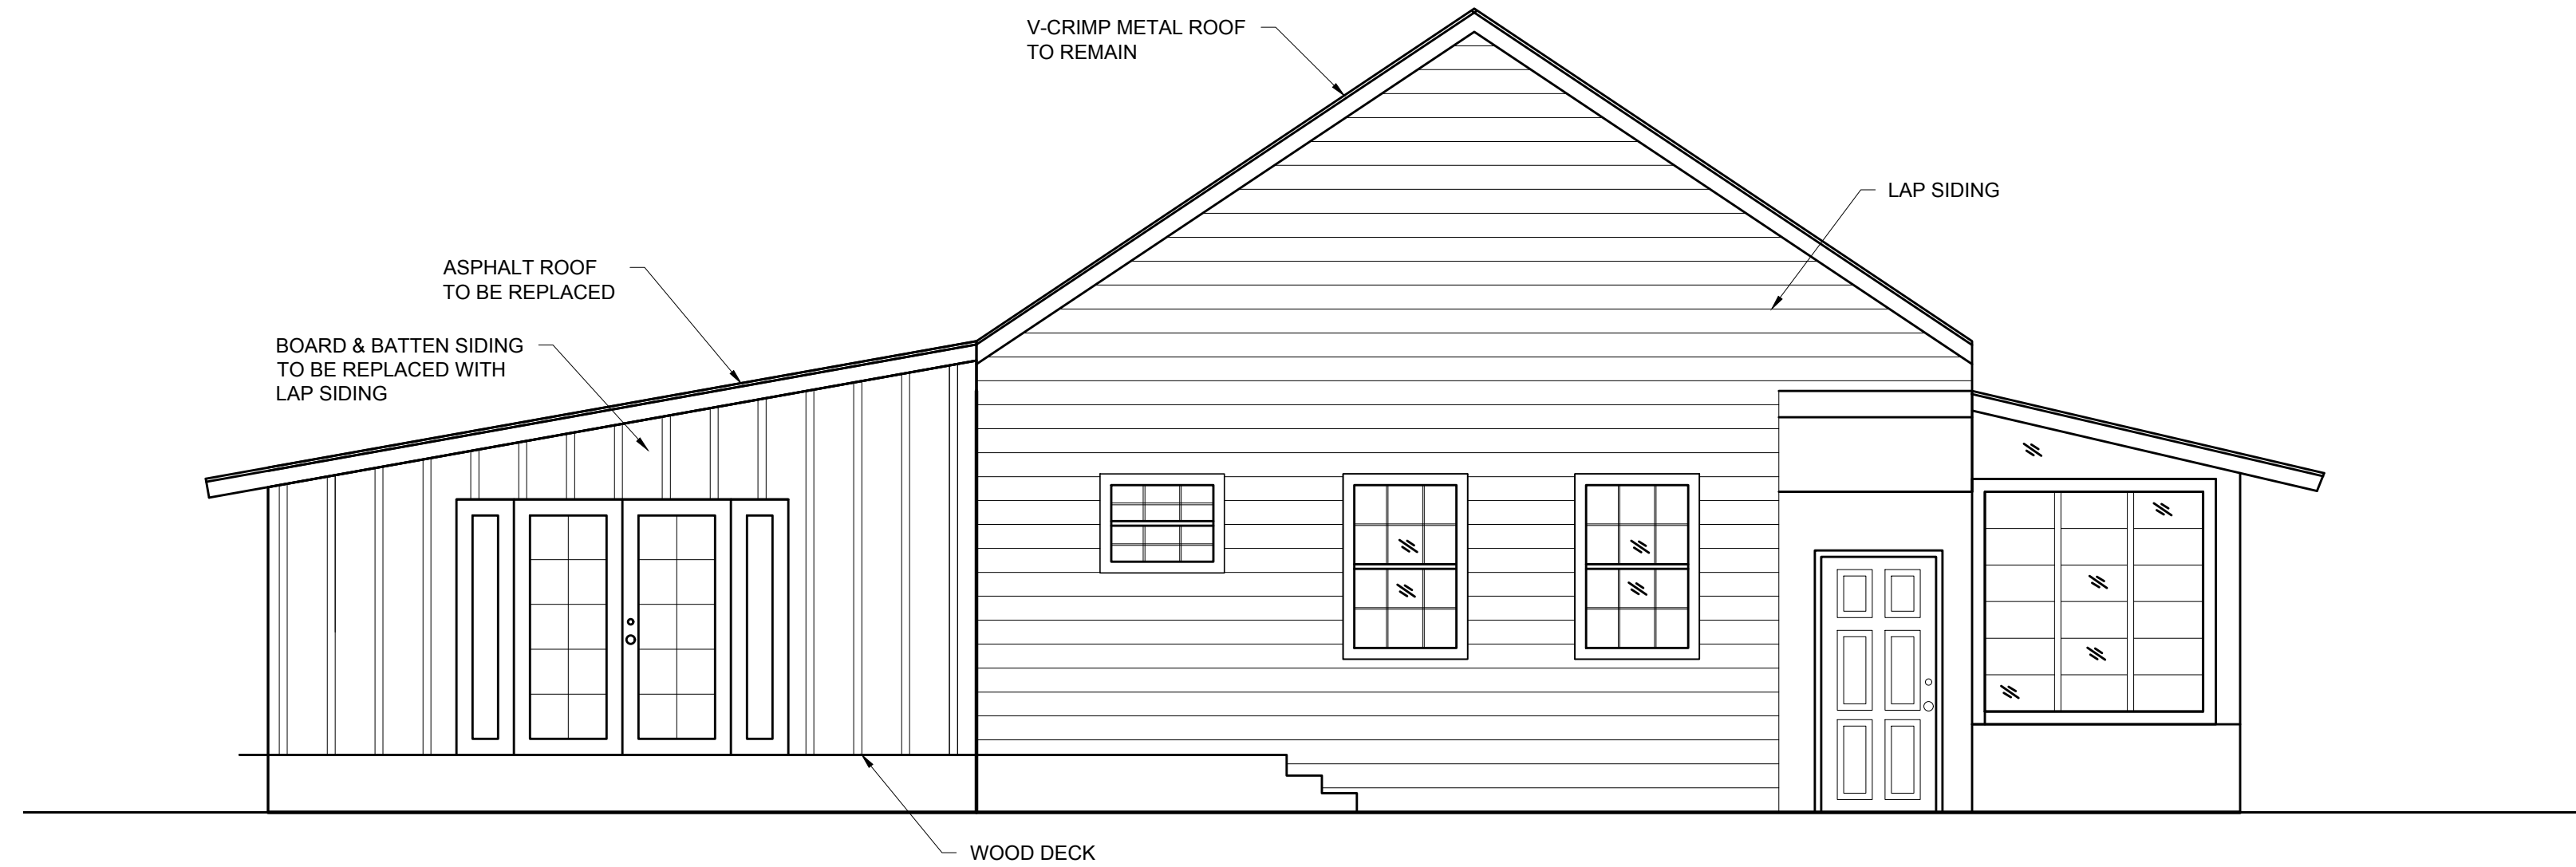 V-CRIMP METAL ROOF
TO REMAIN
LAP SIDING
ASPHALT ROOF
TO BE REPLACED
BOARD & BATTEN SIDING
TO BE REPLACED WITH
LAP SIDING
WOOD DECK